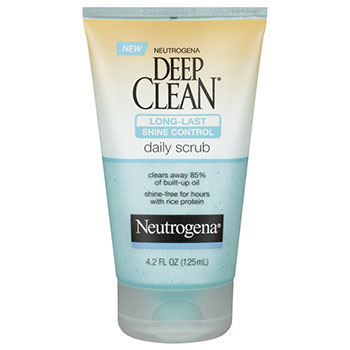 NEW
NEUTROGENA
DEEP
CLEAN®
LONG-LAST
SHINE CONTROL
daily scrub
clears away 85%
of built-up oil
shine-free for hours
with rice protein
Neutrogena®
4.2 FL OZ (125mL)